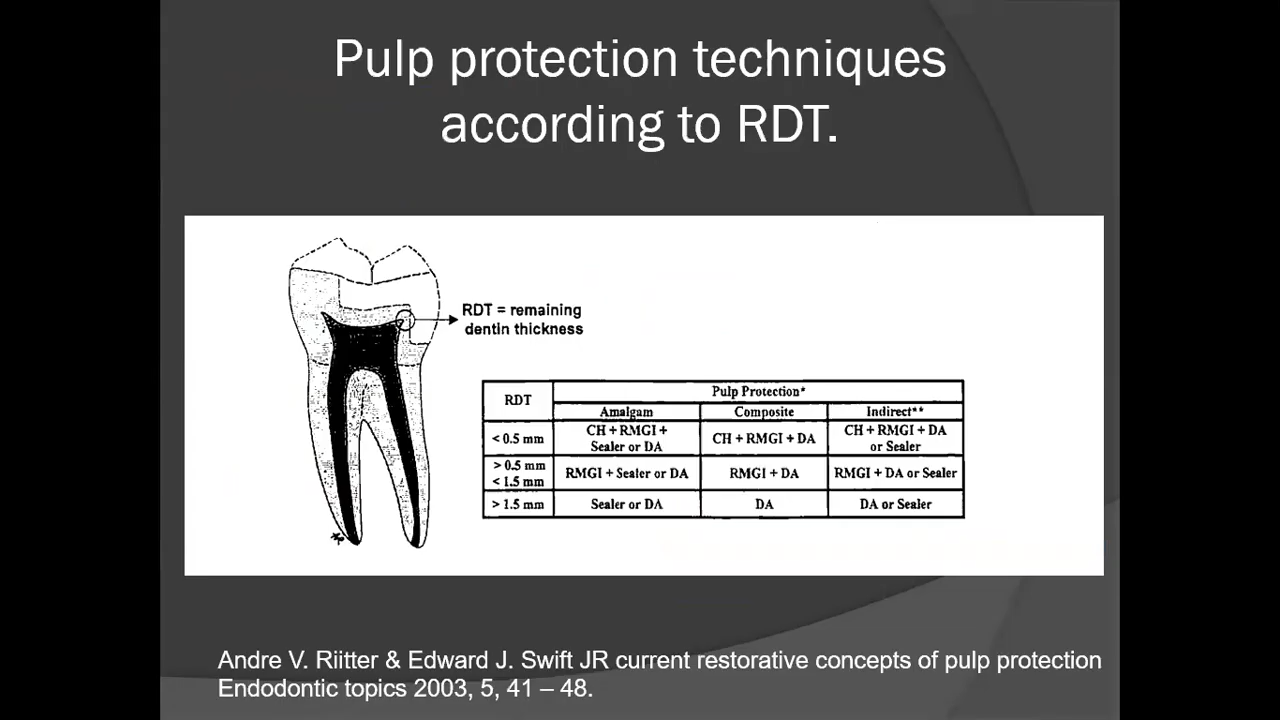 Pulp protection techniques
according to RDT.
RDT = remaining
dentin thickness
RDT
Pulp Protection*
Amalgam
Composite
Indirect**
< 0.5 mm
CH + RMGI +
Sealer or DA
CH + RMGI + DA
CH + RMGI + DA
or Sealer
> 0.5 mm
< 1.5 mm
RMGI + Sealer or DA
RMGI + DA
RMGI + DA or Sealer
> 1.5 mm
Sealer or DA
DA
DA or Sealer
Andre V. Riitter & Edward J. Swift JR current restorative concepts of pulp protection
Endodontic topics 2003, 5, 41 – 48.